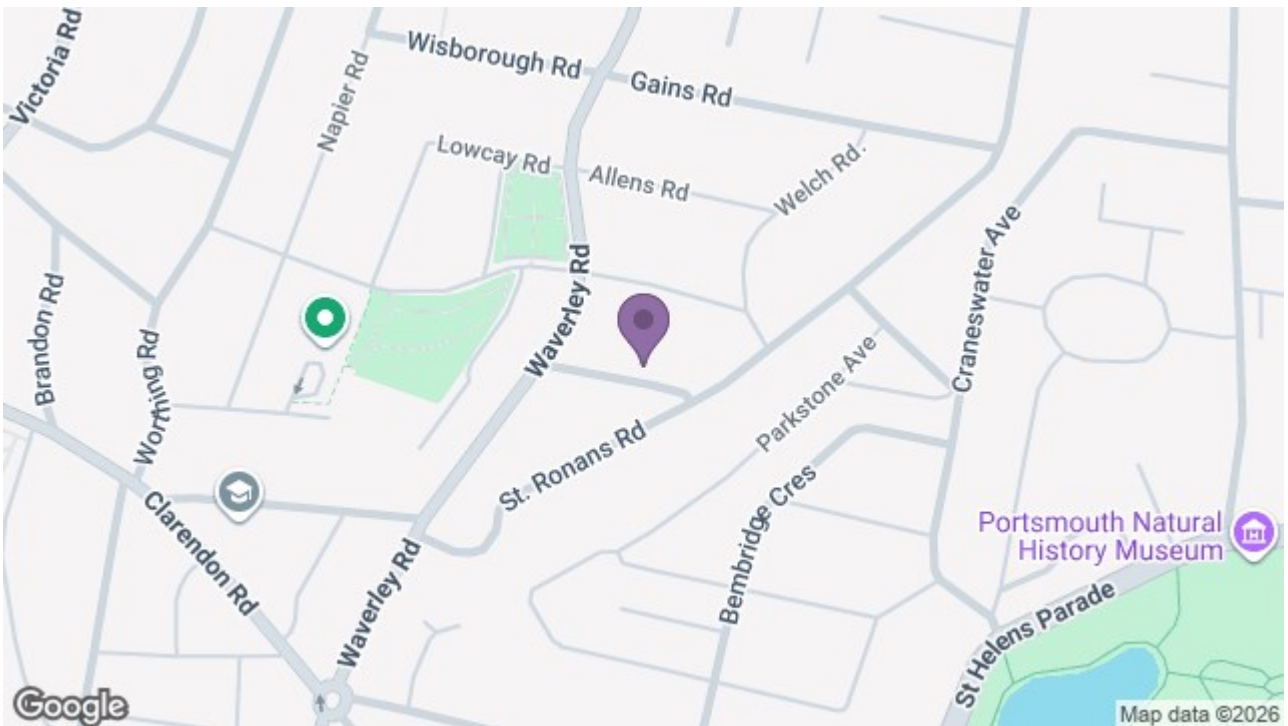 Victoria Rd
Napier Rd
Wisborough Rd
Gains Rd
Lowcay Rd
Allens Rd
Welch Rd.
Craneswater Ave
Waverley Rd
Brandon Rd
Worthing Rd
Parkstone Ave
St. Ronans Rd
Bembridge Cres
Clarendon Rd
Waverley Rd
Portsmouth Natural
History Museum
St Helens Parade
Google
Map data ©2026